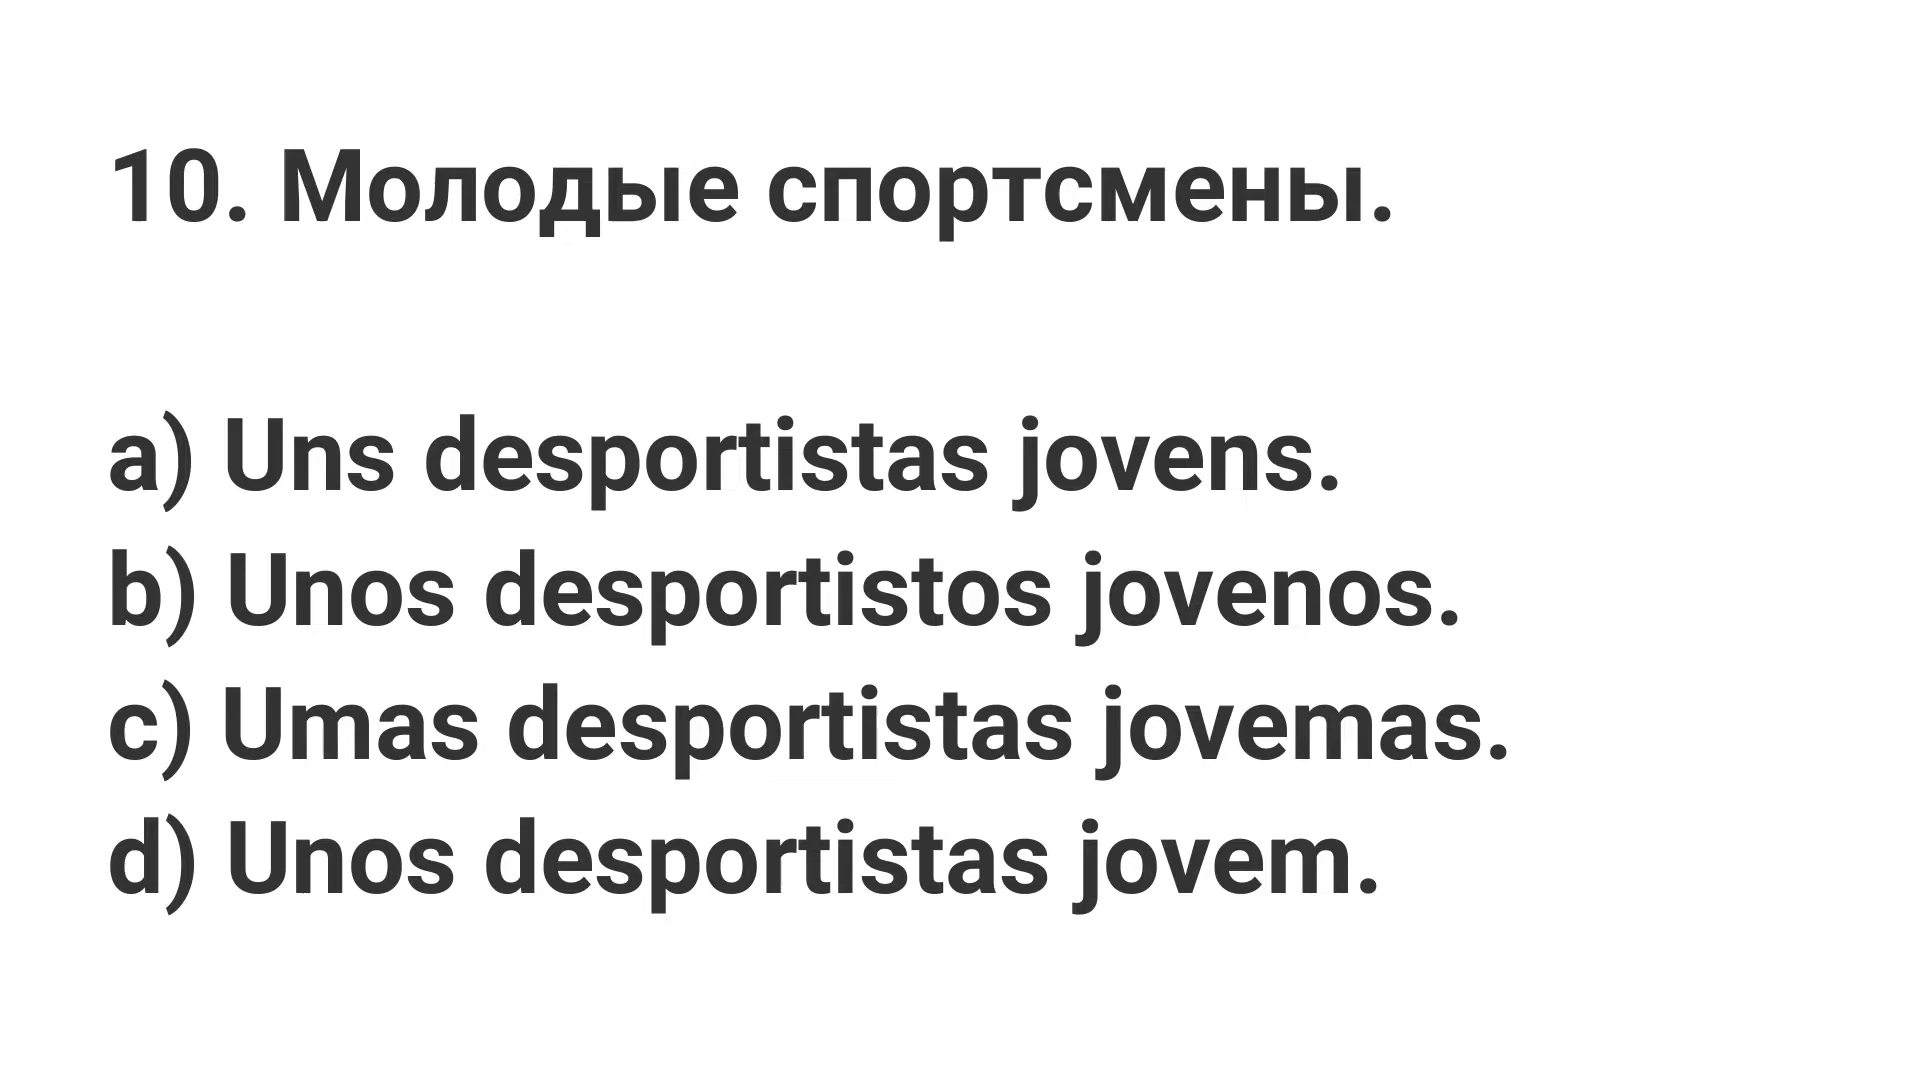 10. Молодые спортсмены.
a) Uns desportistas jovens.
b) Unos desportistos jovenos.
c) Umas desportistas jovemas.
d) Unos desportistas jovem.